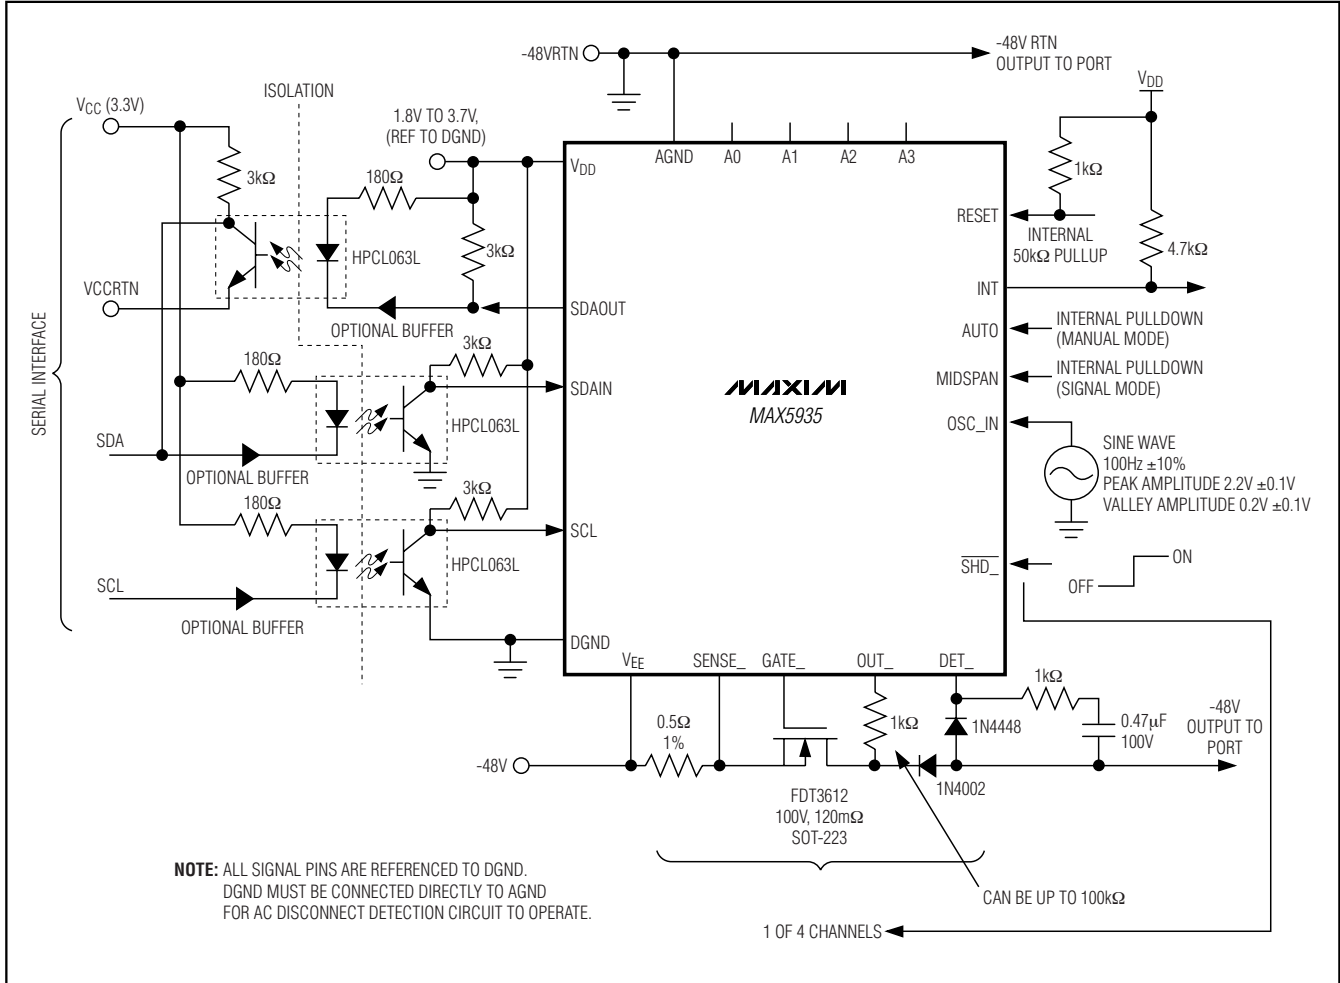 -48VRTN
-48V RTN
OUTPUT TO PORT
ISOLATION
VCC (3.3V)
1.8V TO 3.7V,
(REF TO DGND)
VDD
3kΩ
180Ω
VDD
AGND
A0
A1
A2
A3
1kΩ
HPCL063L
3kΩ
RESET
INTERNAL
50kΩ PULLUP
4.7kΩ
VCCRTN
SDAOUT
INT
OPTIONAL BUFFER
AUTO
INTERNAL PULLDOWN
(MANUAL MODE)
SERIAL INTERFACE
180Ω
3kΩ
SDAIN
MAXIM
MAX5935
MIDSPAN
INTERNAL PULLDOWN
(SIGNAL MODE)
HPCL063L
OSC_IN
SDA
OPTIONAL BUFFER
SINE WAVE
100Hz ±10%
PEAK AMPLITUDE 2.2V ±0.1V
VALLEY AMPLITUDE 0.2V ±0.1V
180Ω
3kΩ
SCL
HPCL063L
SHD_
ON
OFF
SCL
OPTIONAL BUFFER
DGND
VEE
SENSE_
GATE_
OUT_
DET_
1kΩ
0.5Ω
1%
1kΩ
1N4448
0.47µF
100V
-48V
OUTPUT TO
PORT
-48V
1N4002
FDT3612
100V, 120mΩ
SOT-223
NOTE: ALL SIGNAL PINS ARE REFERENCED TO DGND.
DGND MUST BE CONNECTED DIRECTLY TO AGND
FOR AC DISCONNECT DETECTION CIRCUIT TO OPERATE.
CAN BE UP TO 100kΩ
1 OF 4 CHANNELS